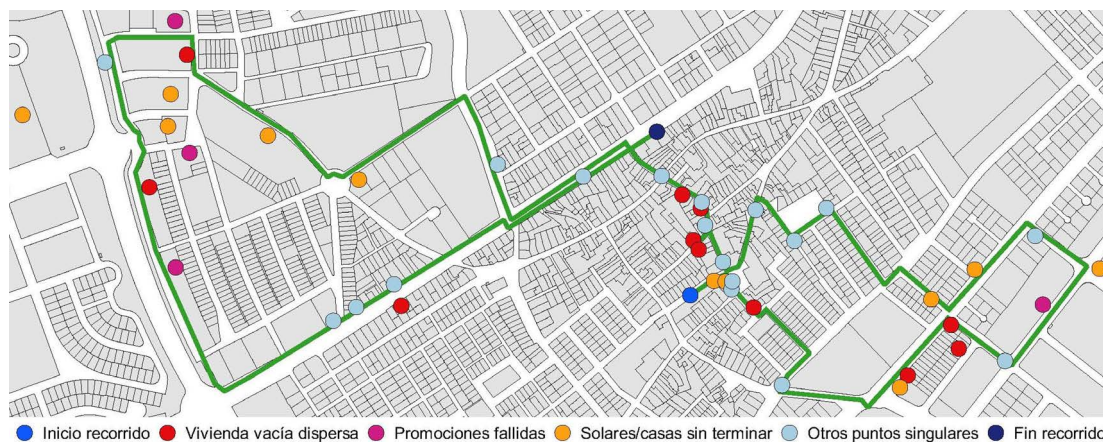 Inicio recorrido Vivienda vacía dispersa Promociones fallidas Solares/casas sin terminar Otros puntos singulares Fin recorrido